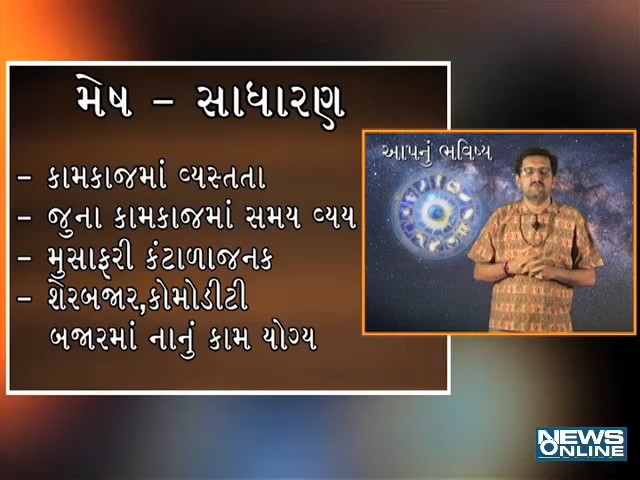 મેષ – સાધારણ
– કામકાજમાં વ્યસ્તતા
– જુના કામકાજમાં સમય વ્યય
– મુસાફરી કંટાળાજનક
– શેરબજાર,કોમોડીટી
બજારમાં નાનું કામ યોગ્ય
આપનું ભવિષ્ય
NEWS
ONLINE